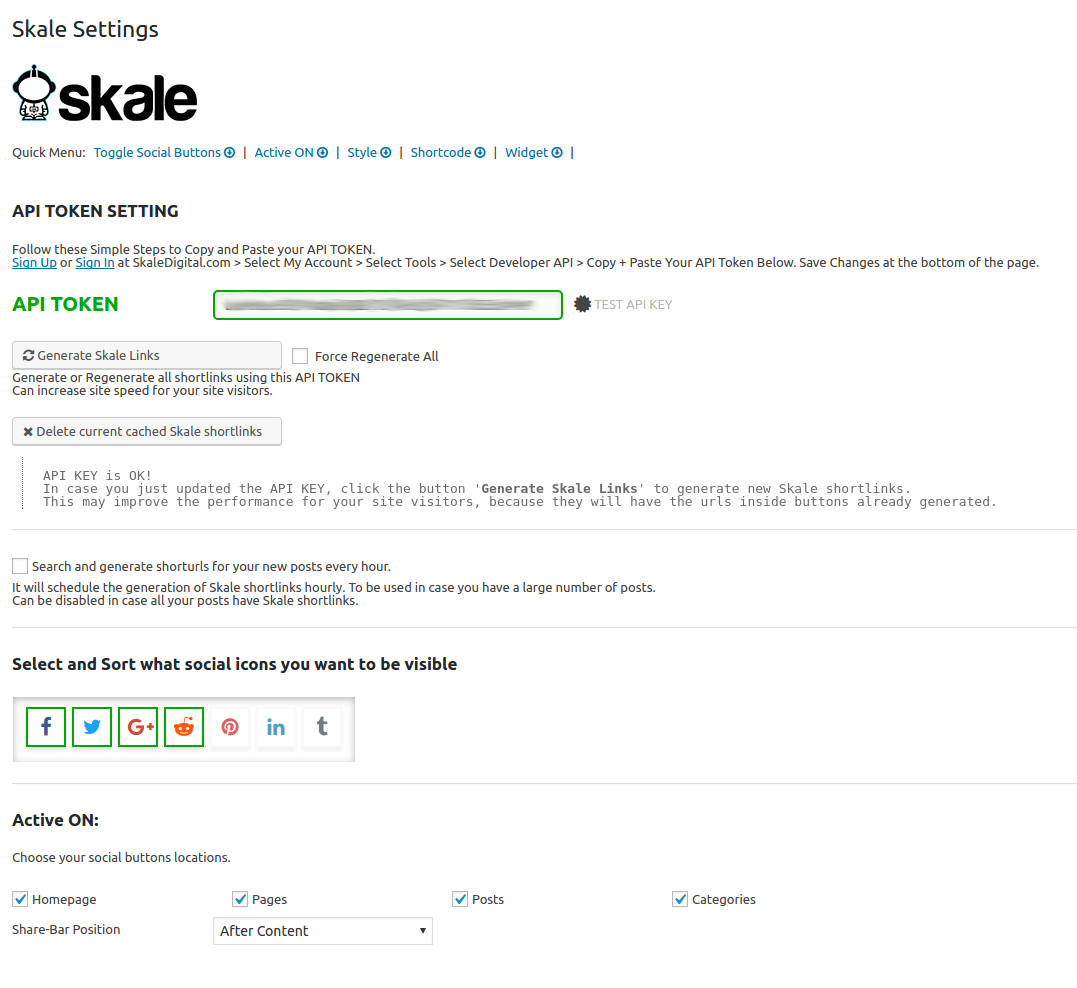 Skale Settings
skale
Quick Menu: Toggle Social Buttons | Active ON | Style | Shortcode | Widget |
API TOKEN SETTING
Follow these Simple Steps to Copy and Paste your API TOKEN.
Sign Up or Sign In at SkaleDigital.com > Select My Account > Select Tools > Select Developer API > Copy + Paste Your API Token Below. Save Changes at the bottom of the page.
API TOKEN TEST API KEY
Generate Skale Links Force Regenerate All
Generate or Regenerate all shortlinks using this API TOKEN
Can increase site speed for your site visitors.
Delete current cached Skale shortlinks
API KEY is OK!
In case you just updated the API KEY, click the button 'Generate Skale Links' to generate new Skale shortlinks.
This may improve the performance for your site visitors, because they will have the urls inside buttons already generated.
Search and generate shorturls for your new posts every hour.
It will schedule the generation of Skale shortlinks hourly. To be used in case you have a large number of posts.
Can be disabled in case all your posts have Skale shortlinks.
Select and Sort what social icons you want to be visible
f G+ in t
Active ON:
Choose your social buttons locations.
Homepage Pages Posts Categories
Share-Bar Position After Content